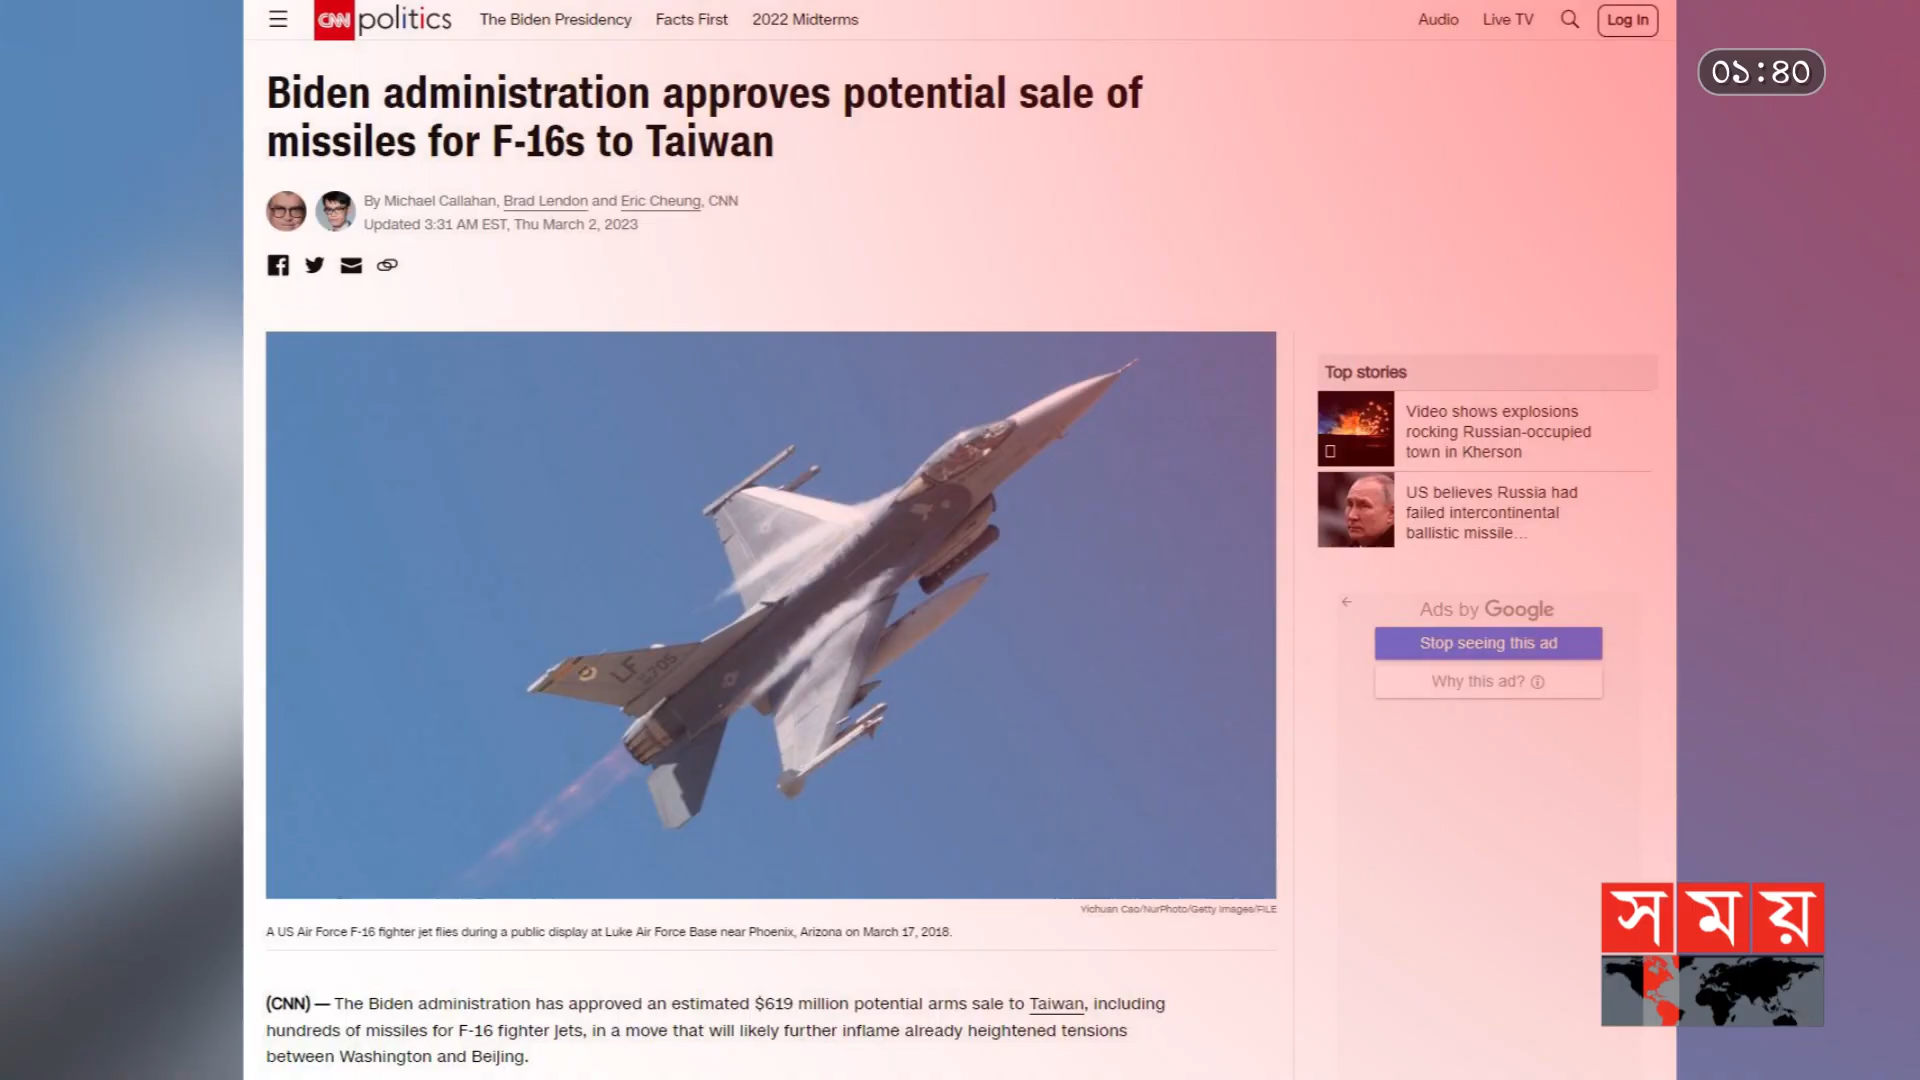 CNN politics The Biden Presidency Facts First 2022 Midterms Audio Live TV Log In
০১:৪০
Biden administration approves potential sale of
missiles for F-16s to Taiwan
By Michael Callahan, Brad Lendon and Eric Cheung, CNN
Updated 3:31 AM EST, Thu March 2, 2023
LF
Top stories
Video shows explosions
rocking Russian-occupied
town in Kherson
US believes Russia had
failed intercontinental
ballistic missile...
Ads by Google
Stop seeing this ad
Why this ad?
Yichuan Cao/NurPhoto/Getty Images/FILE
A US Air Force F-16 fighter jet flies during a public display at Luke Air Force Base near Phoenix, Arizona on March 17, 2018.
(CNN) — The Biden administration has approved an estimated $619 million potential arms sale to Taiwan, including
hundreds of missiles for F-16 fighter jets, in a move that will likely further inflame already heightened tensions
between Washington and Beijing.
সময়